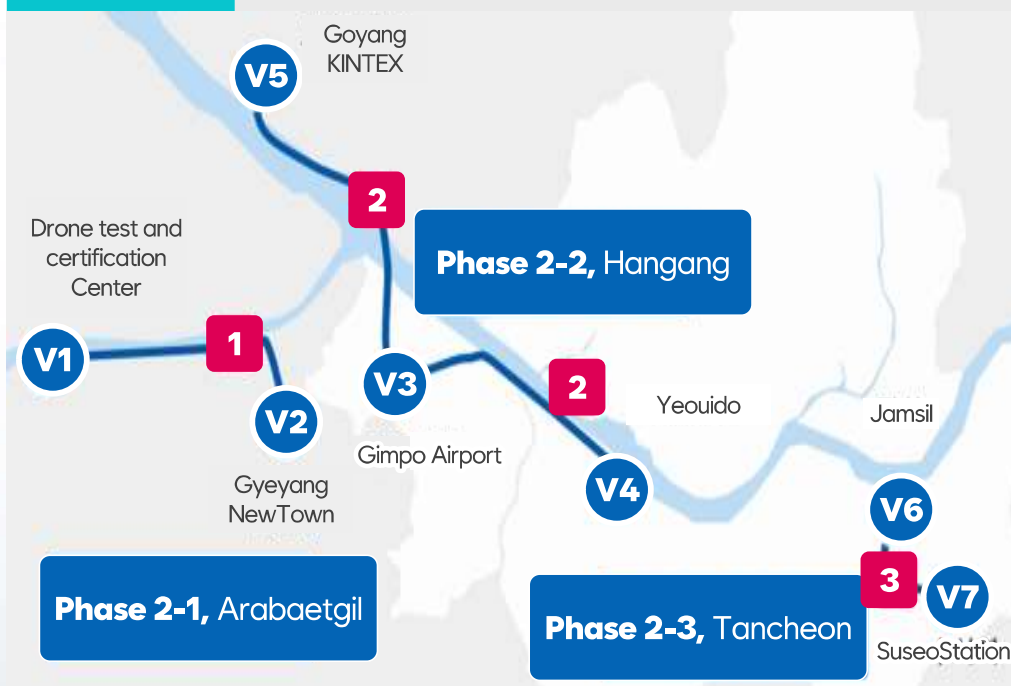 Goyang
KINTEX
V5
2
Drone test and
certification
Center
Phase 2-2, Hangang
1
V1
V3
2
V2
Yeouido
Jamsil
Gimpo Airport
Gyeyang
NewTown
V4
V6
3
V7
Phase 2-1, Arabaetgil
Phase 2-3, Tancheon
SuseoStation